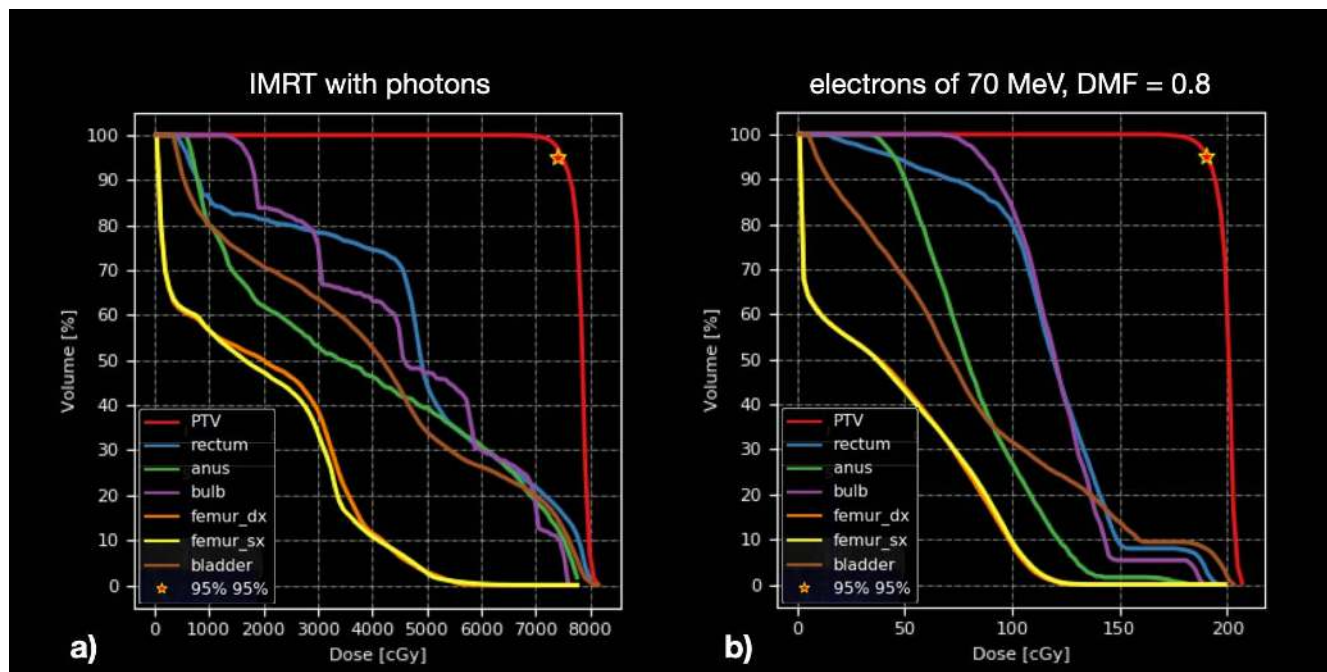 IMRT with photons
100
90
80
70
60
50
40
30
20
10
0
Volume [%]
PTV
rectum
anus
bulb
femur_dx
femur_sx
bladder
95% 95%
0 1000 2000 3000 4000 5000 6000 7000 8000
Dose [cGy]
a)
electrons of 70 MeV, DMF = 0.8
100
90
80
70
60
50
40
30
20
10
0
Volume [%]
PTV
rectum
anus
bulb
femur_dx
femur_sx
bladder
95% 95%
0 50 100 150 200
Dose [cGy]
b)